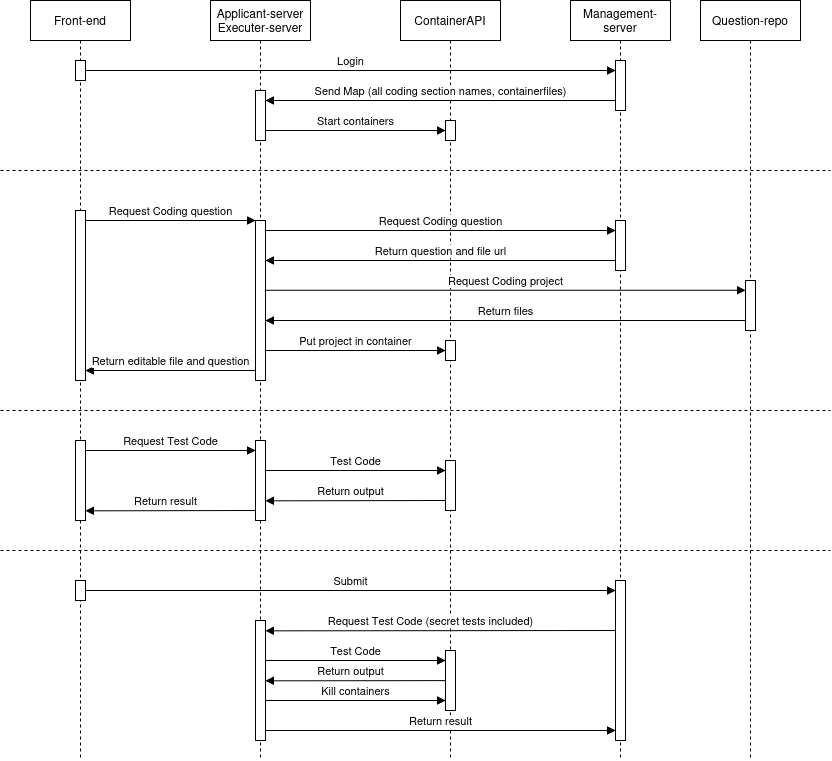 Front-end
Applicant-server
Executer-server
ContainerAPI
Management-
server
Question-repo
Login
Send Map (all coding section names, containerfiles)
Start containers
Request Coding question
Request Coding question
Return question and file url
Request Coding project
Return files
Put project in container
Return editable file and question
Request Test Code
Test Code
Return output
Return result
Submit
Request Test Code (secret tests included)
Test Code
Return output
Kill containers
Return result